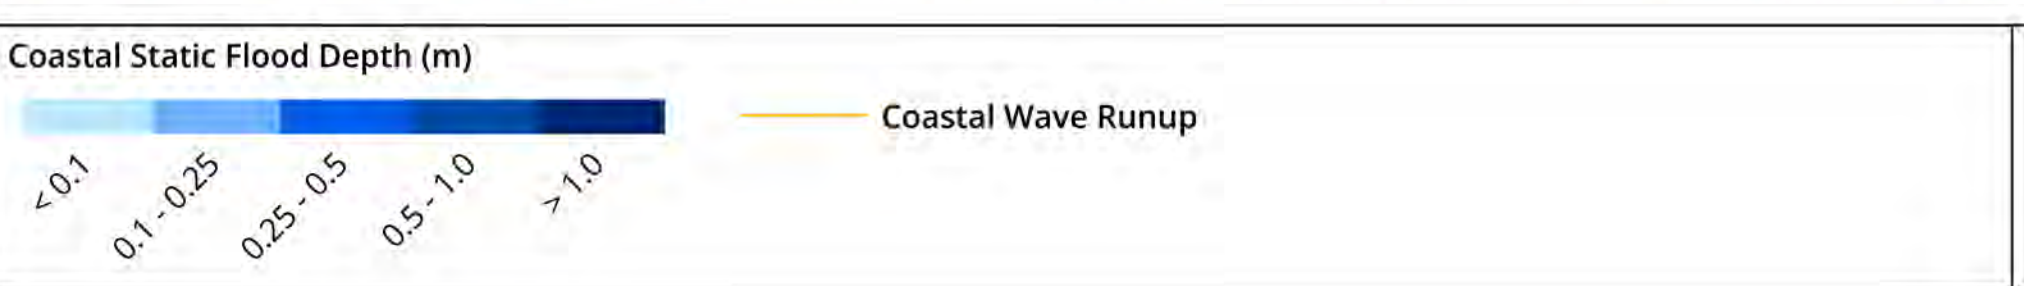 Coastal Static Flood Depth (m)
Coastal Wave Runup
< 0.1
0.1 - 0.25
0.25 - 0.5
0.5 - 1.0
> 1.0